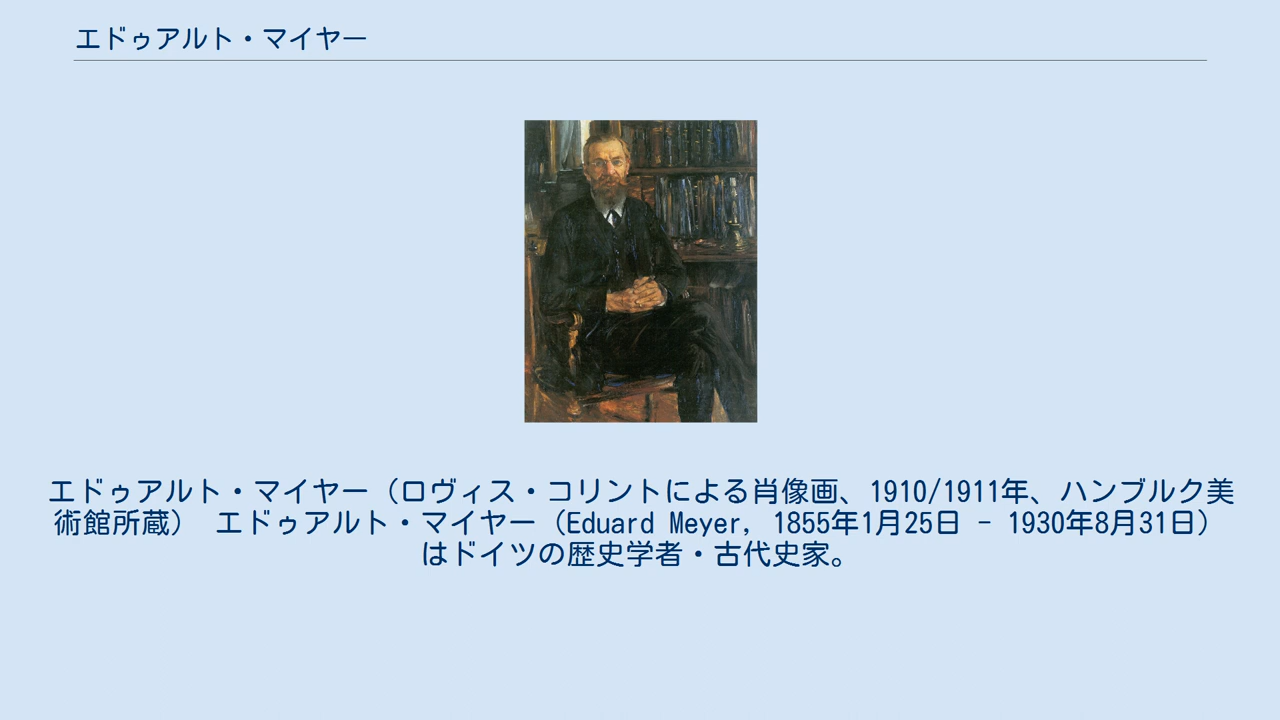 エドゥアルト・マイヤー
エドゥアルト・マイヤー（ロヴィス・コリントによる肖像画、1910/1911年、ハンブルク美
術館所蔵） エドゥアルト・マイヤー（Eduard Meyer, 1855年1月25日 - 1930年8月31日）
はドイツの歴史学者・古代史家。